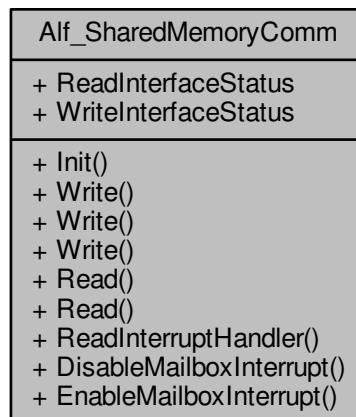 Alf_SharedMemoryComm
+ ReadInterfaceStatus
+ WriteInterfaceStatus
+ Init()
+ Write()
+ Write()
+ Write()
+ Read()
+ Read()
+ ReadInterruptHandler()
+ DisableMailboxInterrupt()
+ EnableMailboxInterrupt()